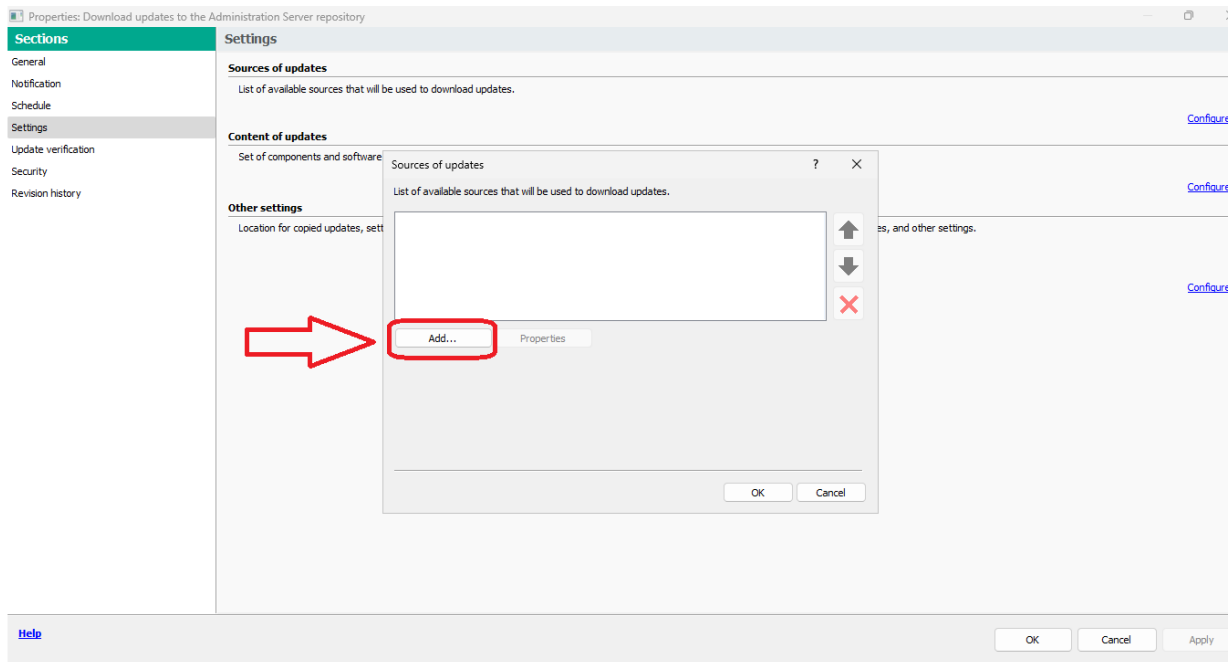 Properties: Download updates to the Administration Server repository
Sections
General
Notification
Schedule
Settings
Update verification
Security
Revision history
Settings
Sources of updates
List of available sources that will be used to download updates.
Configure
Content of updates
Set of components and software
Configure
Other settings
Location for copied updates, sett
es, and other settings.
Configure
Sources of updates
?
List of available sources that will be used to download updates.
Add...
Properties
OK
Cancel
Help
OK
Cancel
Apply